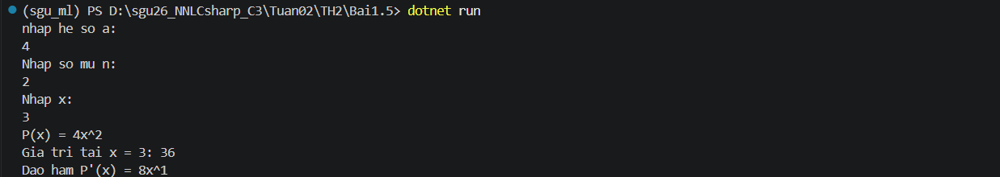 (sgu_ml) PS D:\sgu26_NNLCsharp_C3\Tuan02\TH2\Bai1.5> dotnet run
nhap he so a:
4
Nhap so mu n:
2
Nhap x:
3
P(x) = 4x^2
Gia tri tai x = 3: 36
Dao ham P'(x) = 8x^1